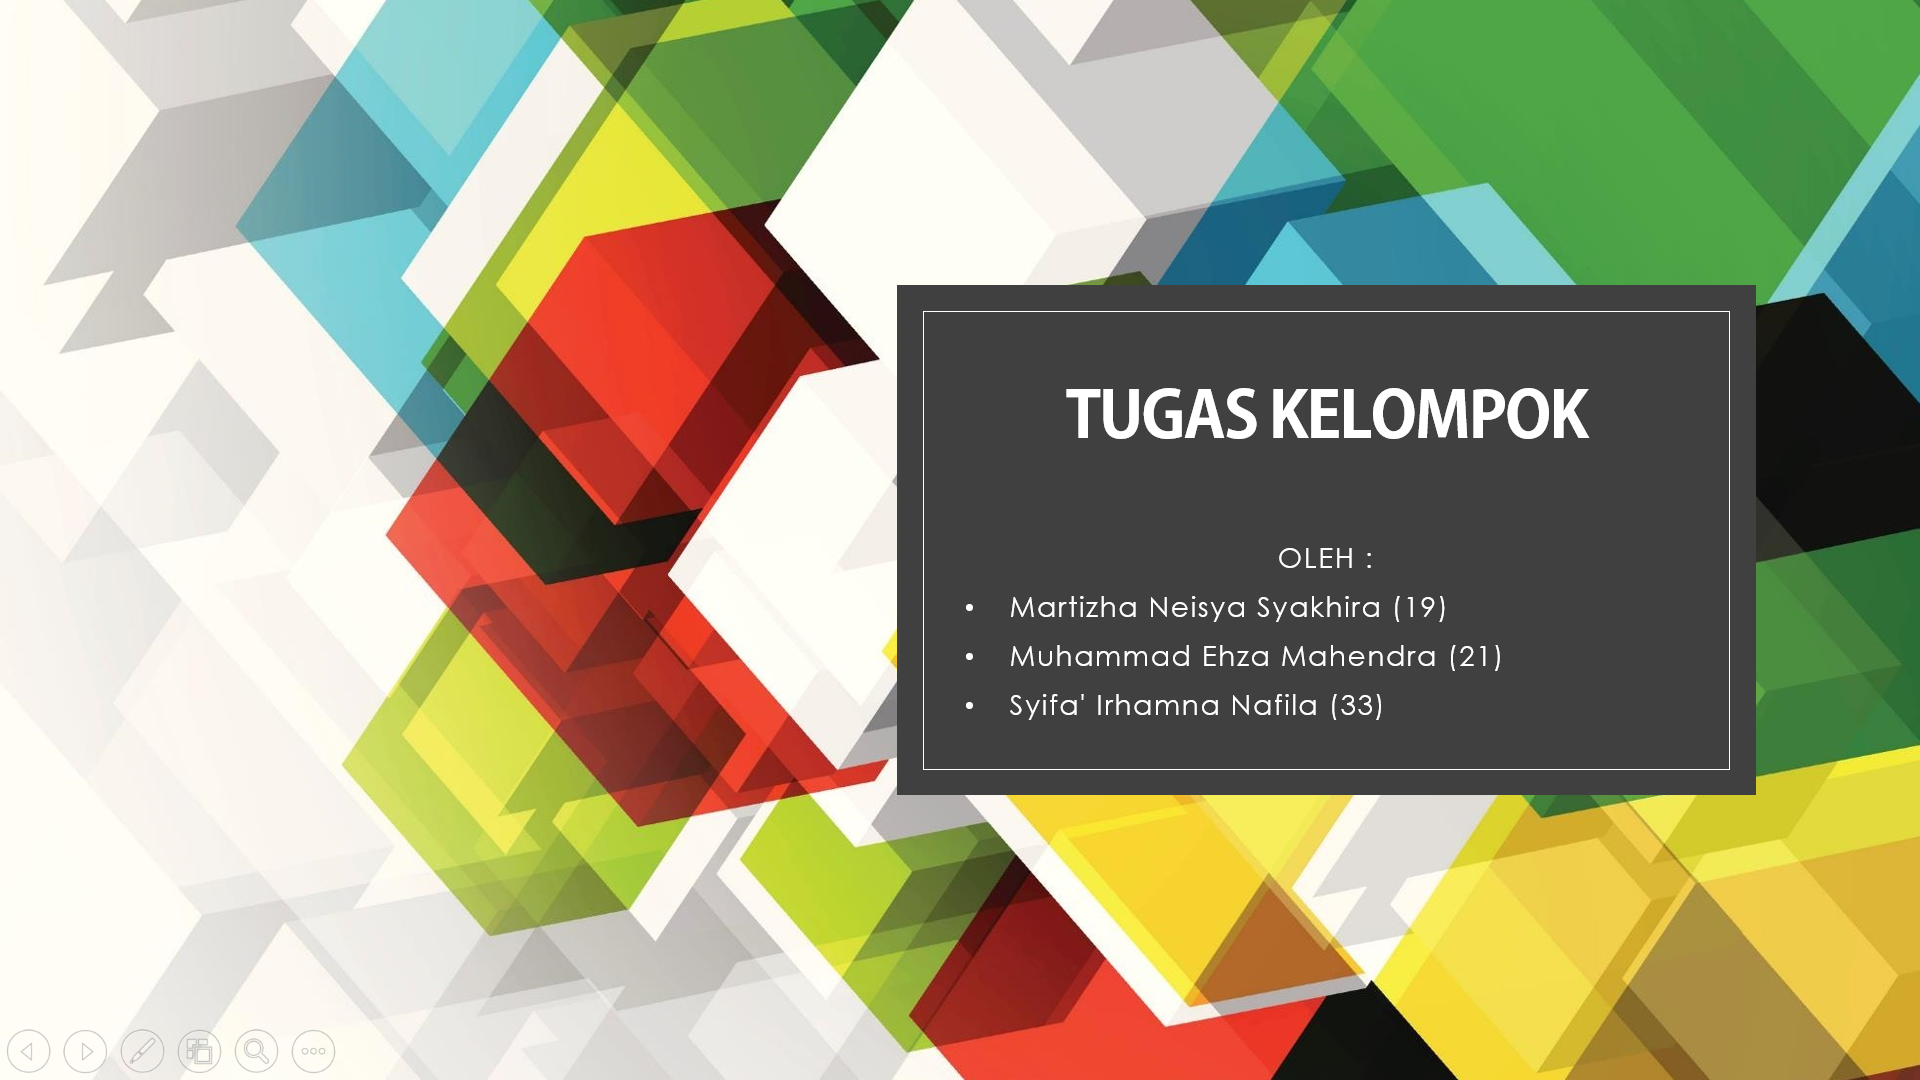 TUGAS KELOMPOK
OLEH :
• Martizha Neisya Syakhira (19)
• Muhammad Ehza Mahendra (21)
• Syifa' Irhamna Nafila (33)